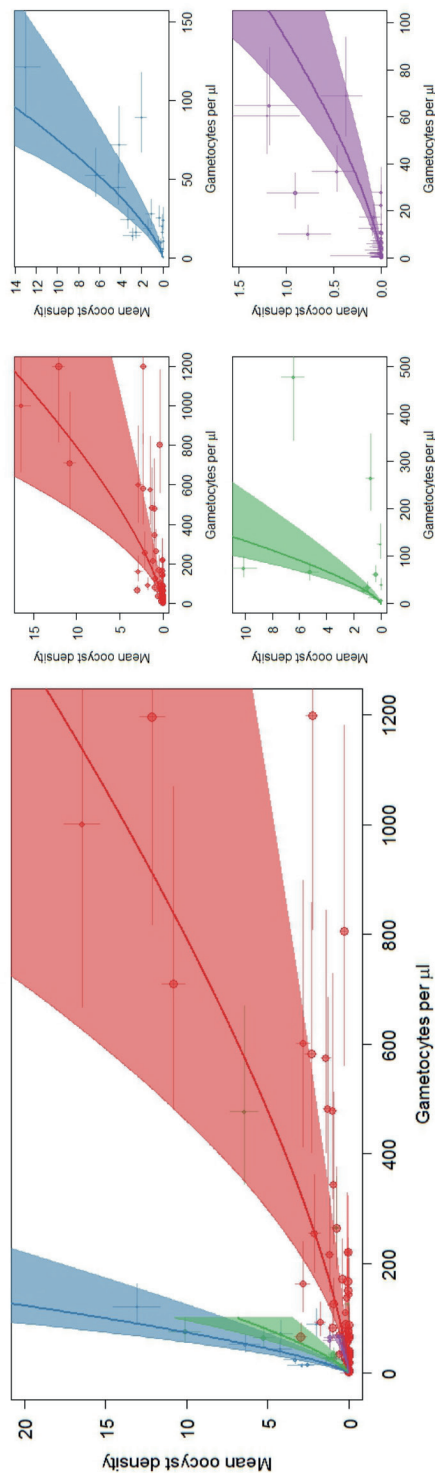 Mean oocyst density
20
15
10
5
0
0 200 400 600 800 1000 1200
Gametocytes per µl
Mean oocyst density
15
10
5
0
0 200 400 600 800 1000 1200
Gametocytes per µl
Mean oocyst density
14
12
10
8
6
4
2
0
0 50 100 150
Gametocytes per µl
Mean oocyst density
10
8
6
4
2
0
0 100 200 300 400 500
Gametocytes per µl
Mean oocyst density
1.5
1.0
0.5
0.0
0 20 40 60 80 100
Gametocytes per µl